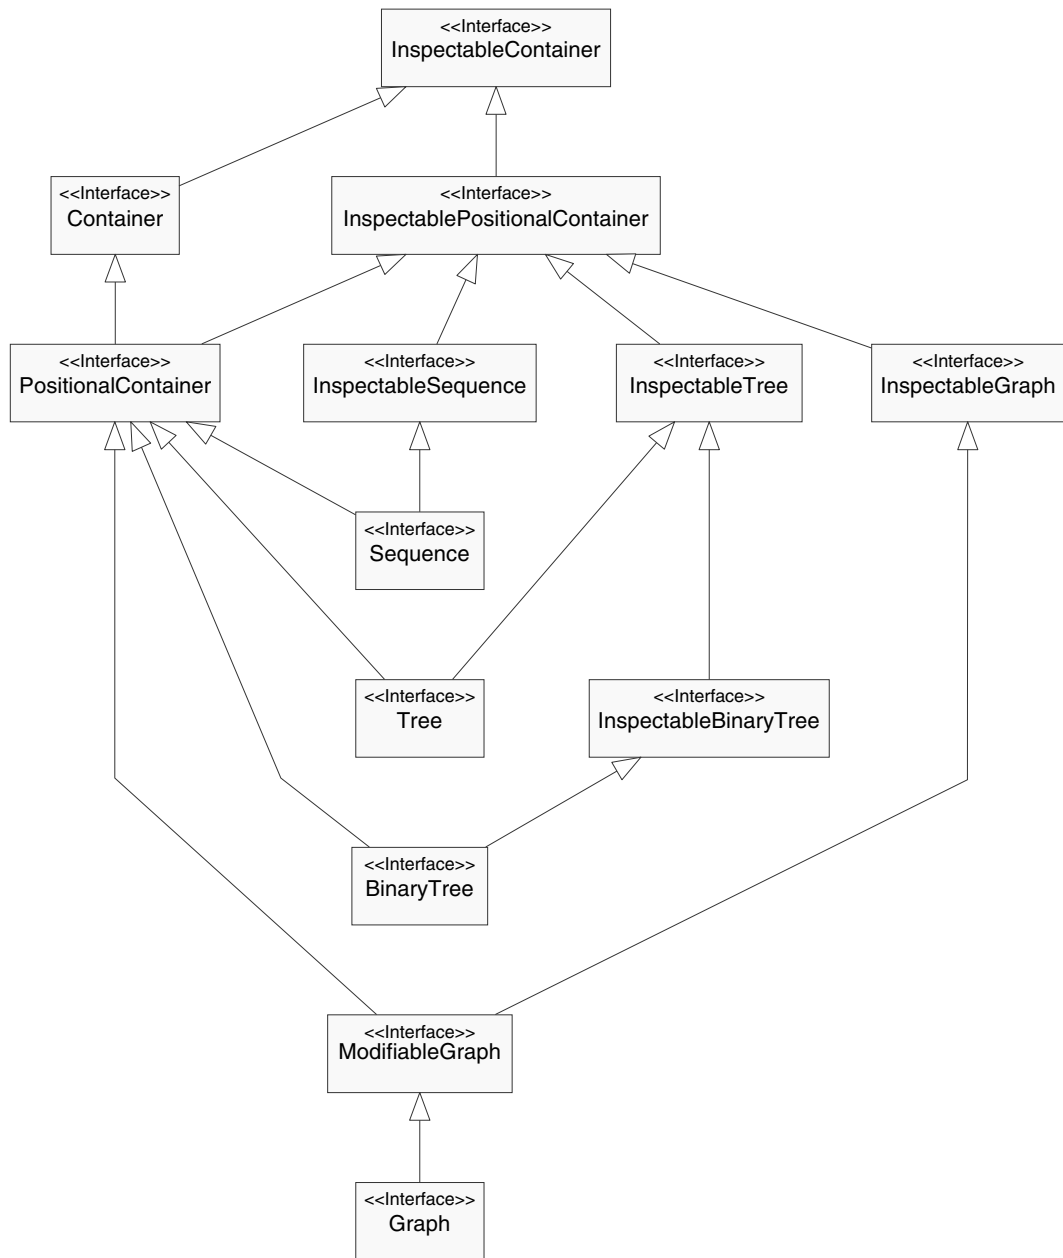 <<Interface>>
InspectableContainer
<<Interface>>
Container
<<Interface>>
InspectablePositionalContainer
<<Interface>>
PositionalContainer
<<Interface>>
InspectableSequence
<<Interface>>
InspectableTree
<<Interface>>
InspectableGraph
<<Interface>>
Sequence
<<Interface>>
Tree
<<Interface>>
InspectableBinaryTree
<<Interface>>
BinaryTree
<<Interface>>
ModifiableGraph
<<Interface>>
Graph